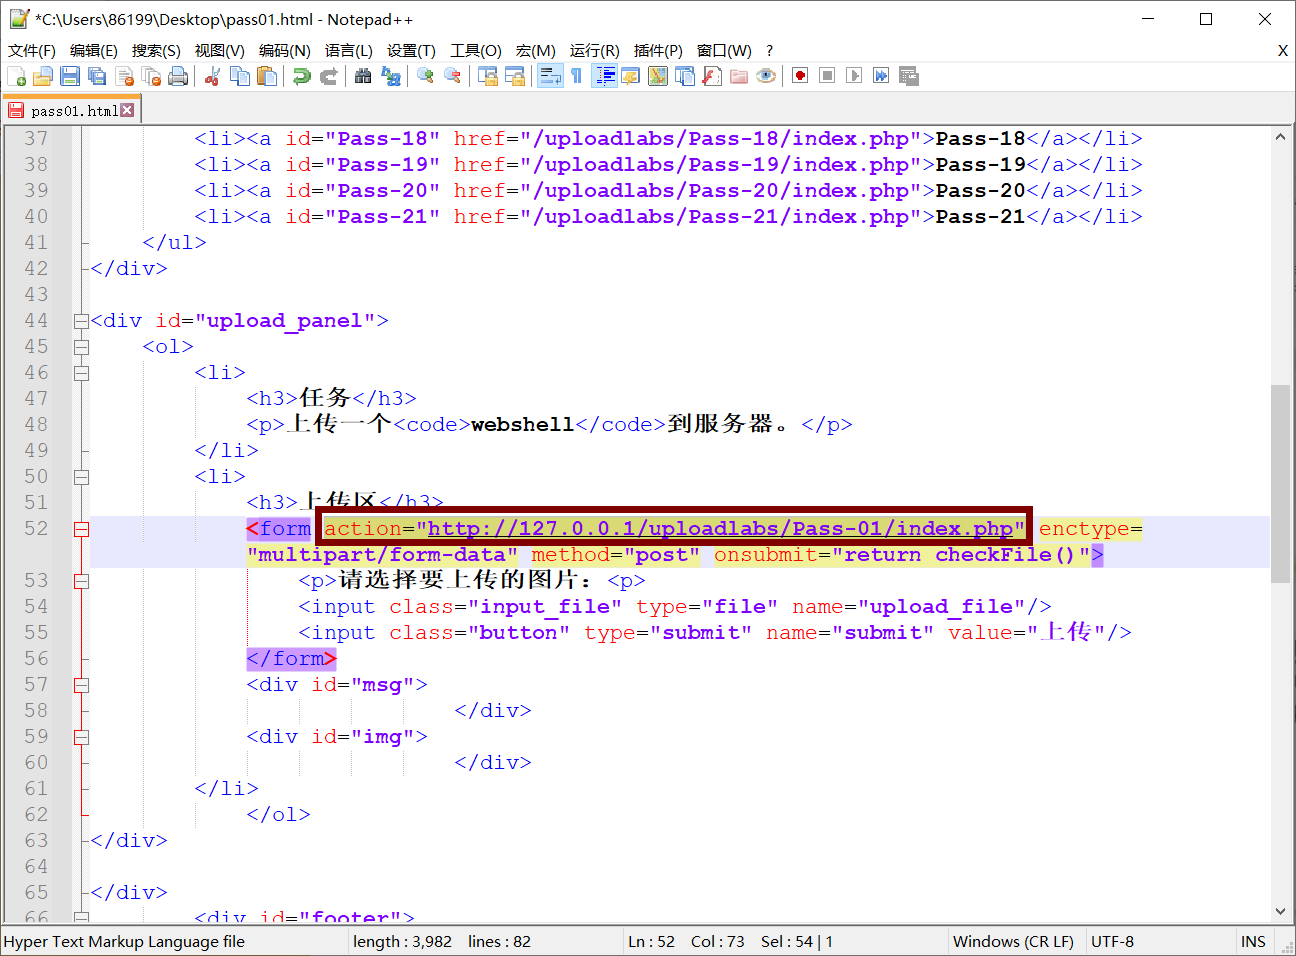 *C:\Users\86199\Desktop\pass01.html - Notepad++
文件(F) 编辑(E) 搜索(S) 视图(V) 编码(N) 语言(L) 设置(T) 工具(O) 宏(M) 运行(R) 插件(P) 窗口(W) ? X
pass01.html
37 <li><a id="Pass-18" href="/uploadlabs/Pass-18/index.php">Pass-18</a></li>
38 <li><a id="Pass-19" href="/uploadlabs/Pass-19/index.php">Pass-19</a></li>
39 <li><a id="Pass-20" href="/uploadlabs/Pass-20/index.php">Pass-20</a></li>
40 <li><a id="Pass-21" href="/uploadlabs/Pass-21/index.php">Pass-21</a></li>
41 </ul>
42 </div>
43
44 <div id="upload_panel">
45 <ol>
46 <li>
47 <h3>任务</h3>
48 <p>上传一个<code>webshell</code>到服务器。</p>
49 </li>
50 <li>
51 <h3>上传区</h3>
52 <form action="http://127.0.0.1/uploadlabs/Pass-01/index.php" enctype=
"multipart/form-data" method="post" onsubmit="return checkFile()">
53 <p>请选择要上传的图片：<p>
54 <input class="input_file" type="file" name="upload_file"/>
55 <input class="button" type="submit" name="submit" value="上传"/>
56 </form>
57 <div id="msg">
58 </div>
59 <div id="img">
60 </div>
61 </li>
62 </ol>
63 </div>
64
65 </div>
66 <div id="footer">
Hyper Text Markup Language file length : 3,982 lines : 82 Ln : 52 Col : 73 Sel : 54 | 1 Windows (CR LF) UTF-8 INS